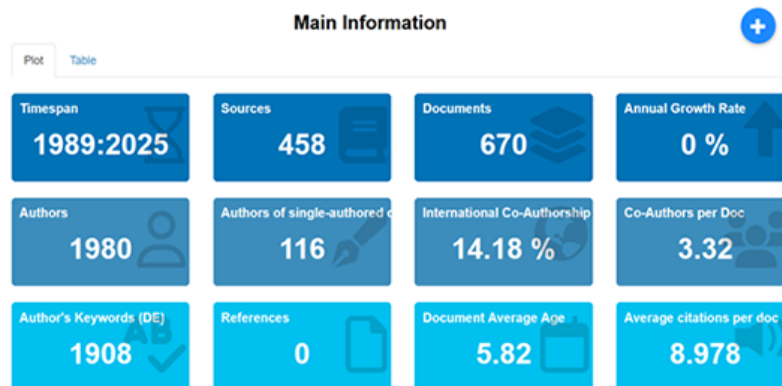 Main Information
Plot Table
Timespan Sources Documents Annual Growth Rate
1989:2025 458 670 0 %
Authors Authors of single-authored International Co-Authorship Co-Authors per Doc
1980 116 14.18 % 3.32
Author's Keywords (DE) References Document Average Age Average citations per doc
1908 0 5.82 8.978